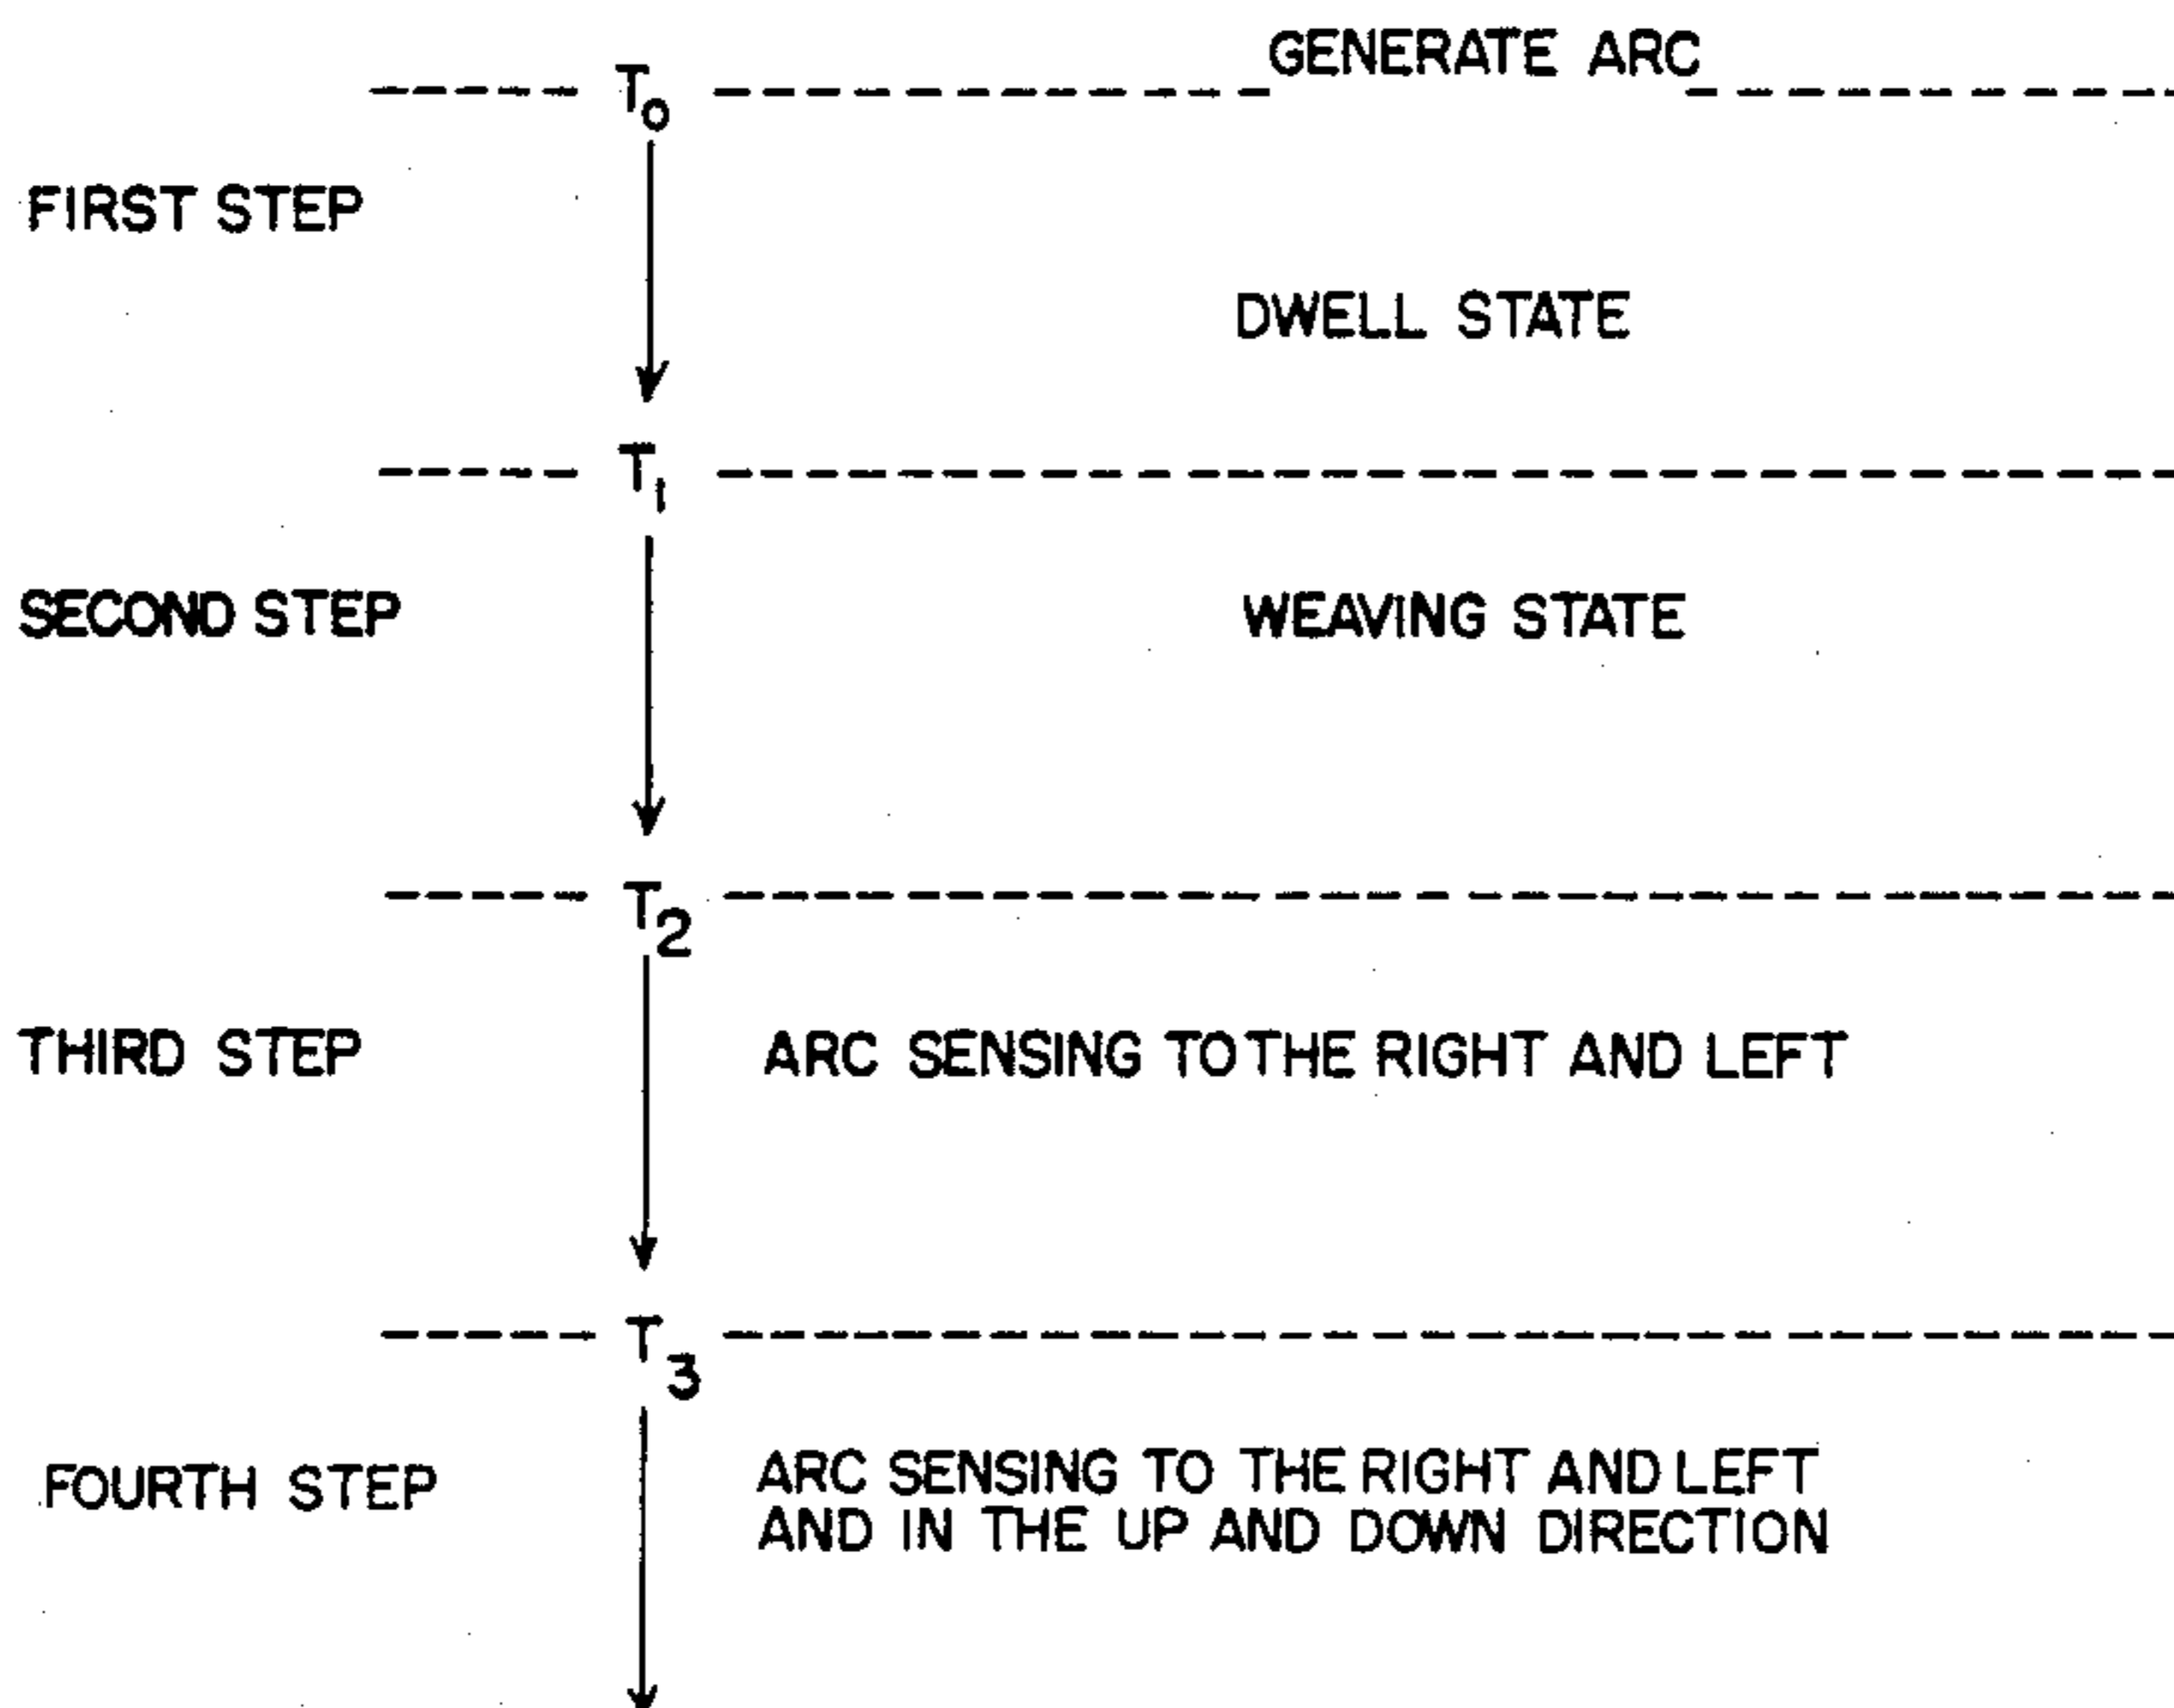 GENERATE ARC
T₀
FIRST STEP
DWELL STATE
T₁
SECOND STEP
WEAVING STATE
T₂
THIRD STEP
ARC SENSING TO THE RIGHT AND LEFT
T₃
FOURTH STEP
ARC SENSING TO THE RIGHT AND LEFT
AND IN THE UP AND DOWN DIRECTION